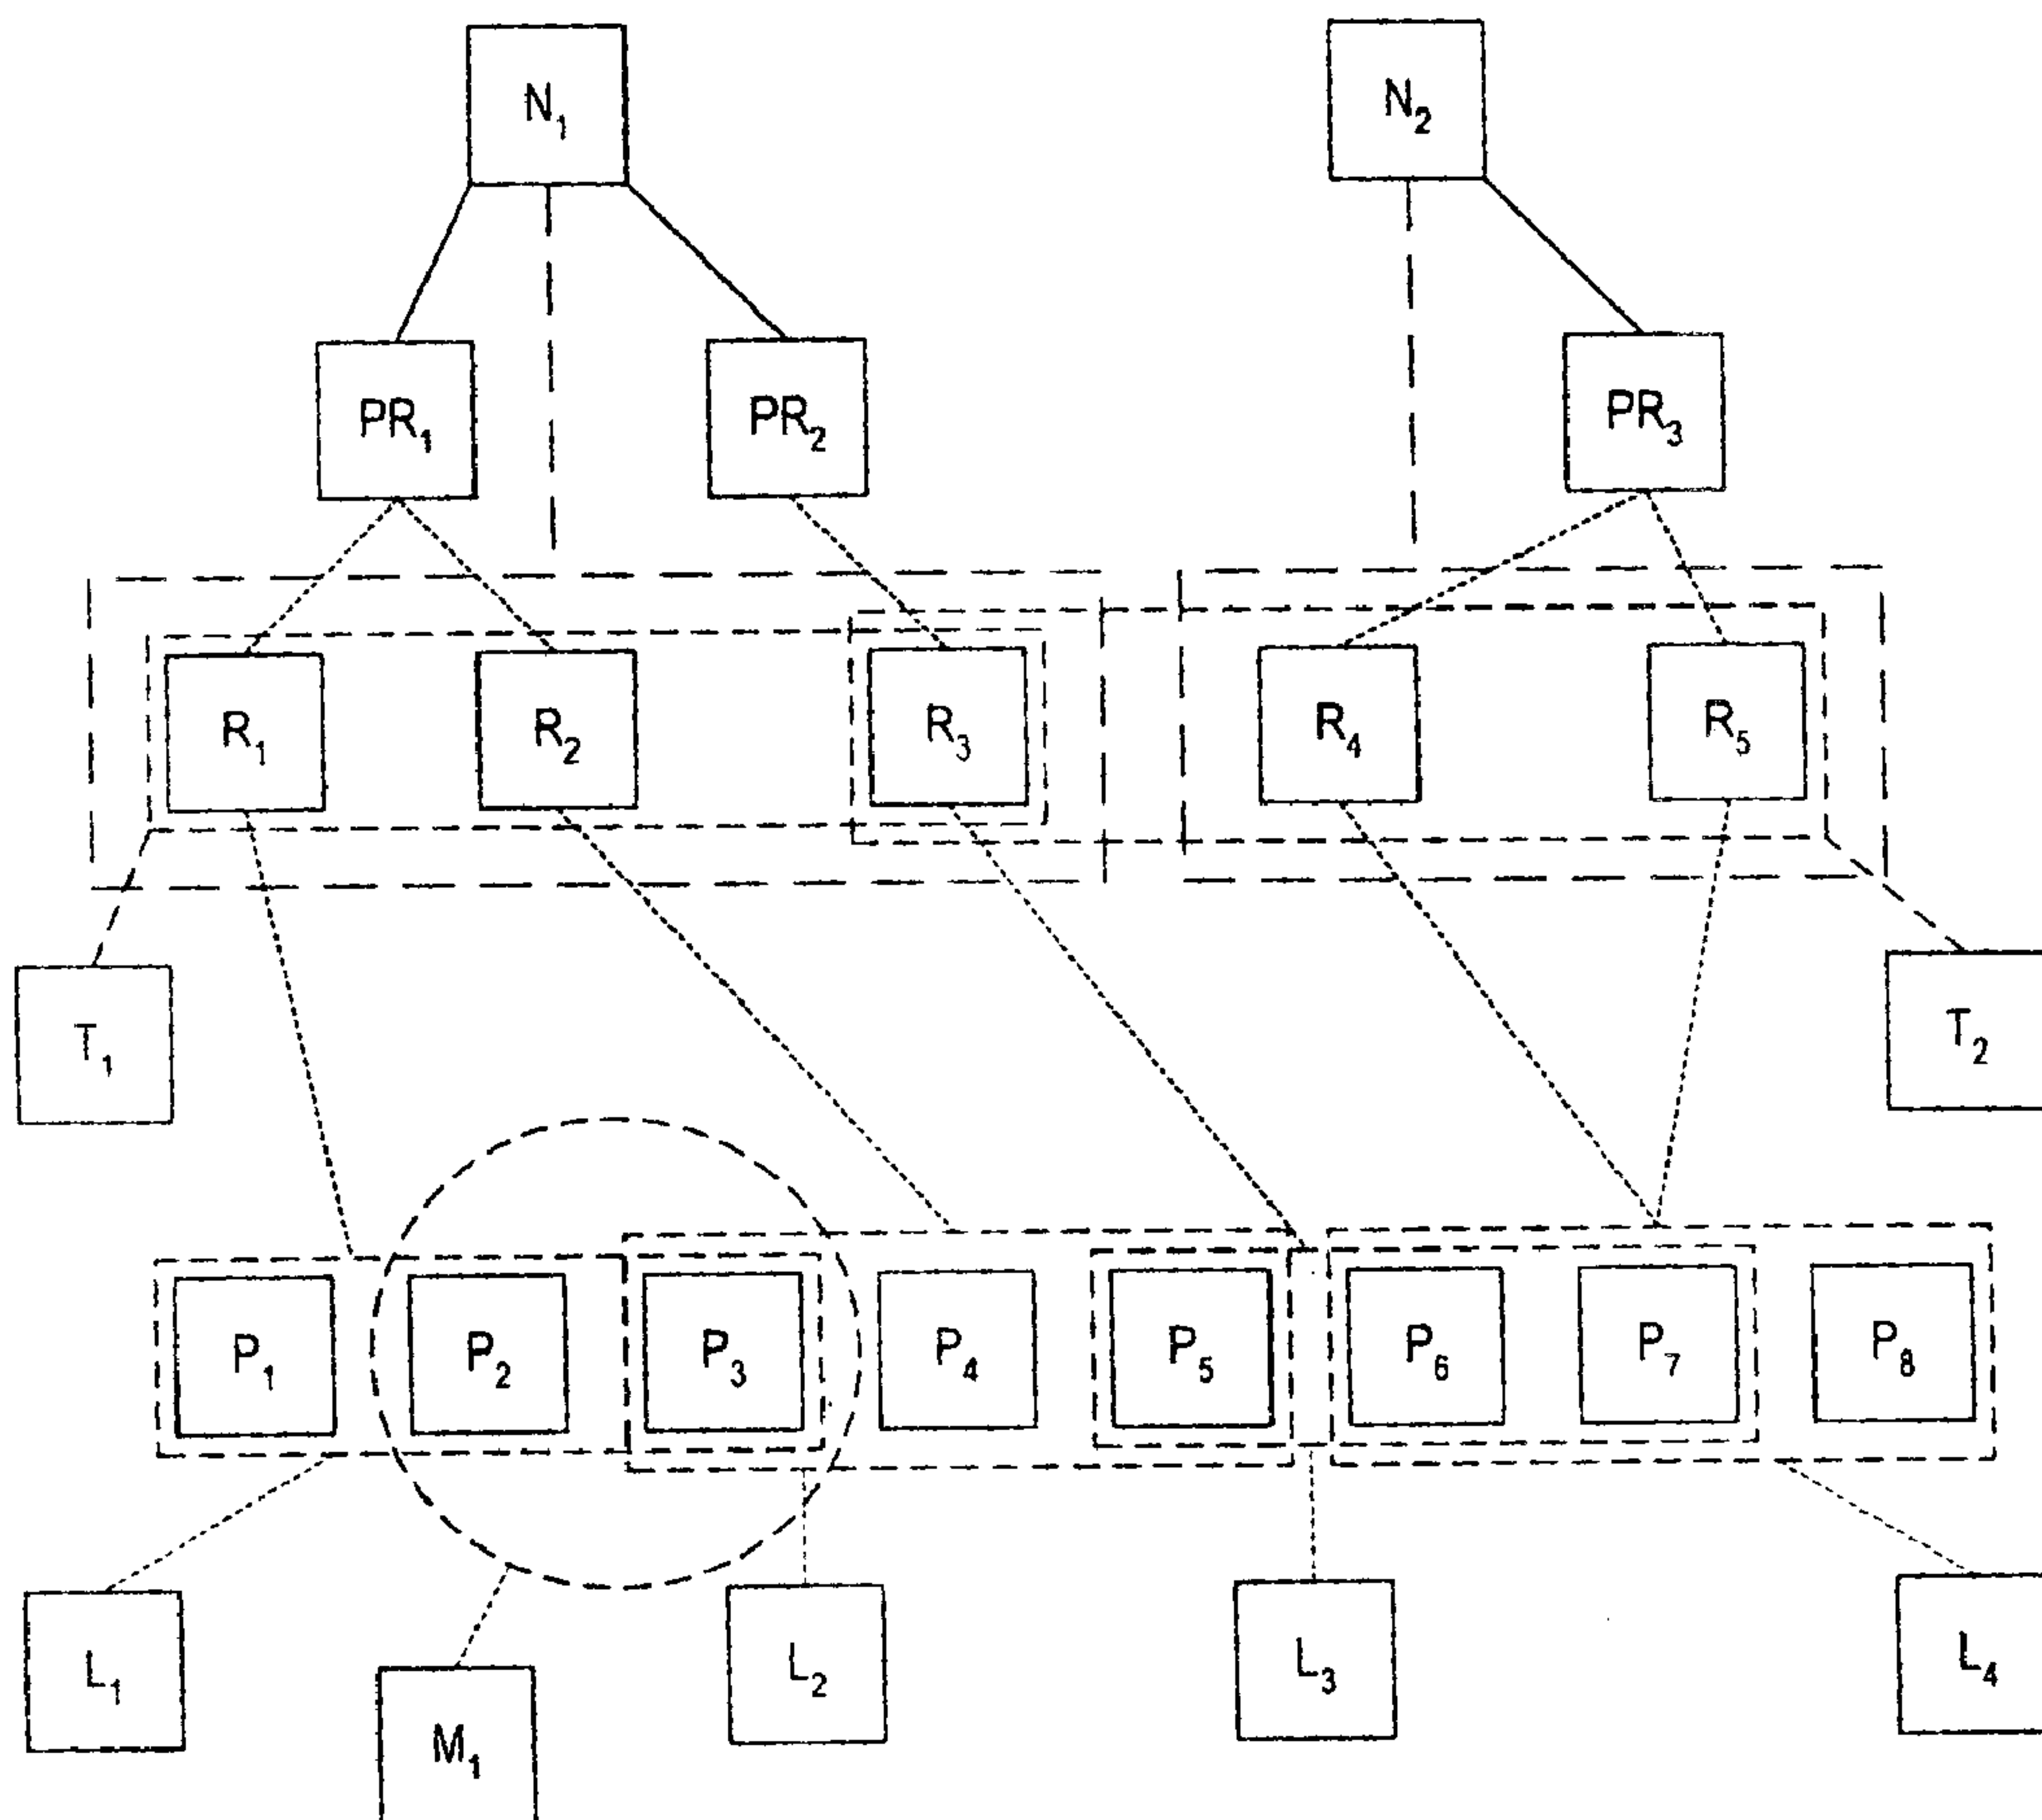 N₁ N₂
PR₁ PR₂ PR₃
R₁ R₂ R₃ R₄ R₅
T₁ T₂
P₁ P₂ P₃ P₄ P₅ P₆ P₇ P₈
L₁ L₂ L₃ L₄
M₁